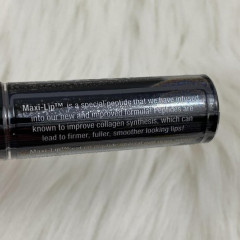 Maxi-Lip™ is a special peptide that we have infused
into our new and improved formula! Peptides are
known to improve collagen synthesis, which can
lead to firmer, fuller, smoother looking lips!